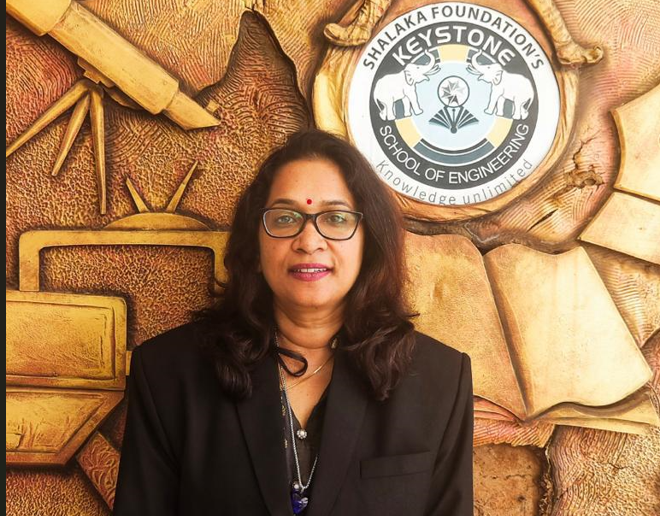 SHALAKA FOUNDATION'S
KEYSTONE
SCHOOL OF ENGINEERING
Knowledge unlimited